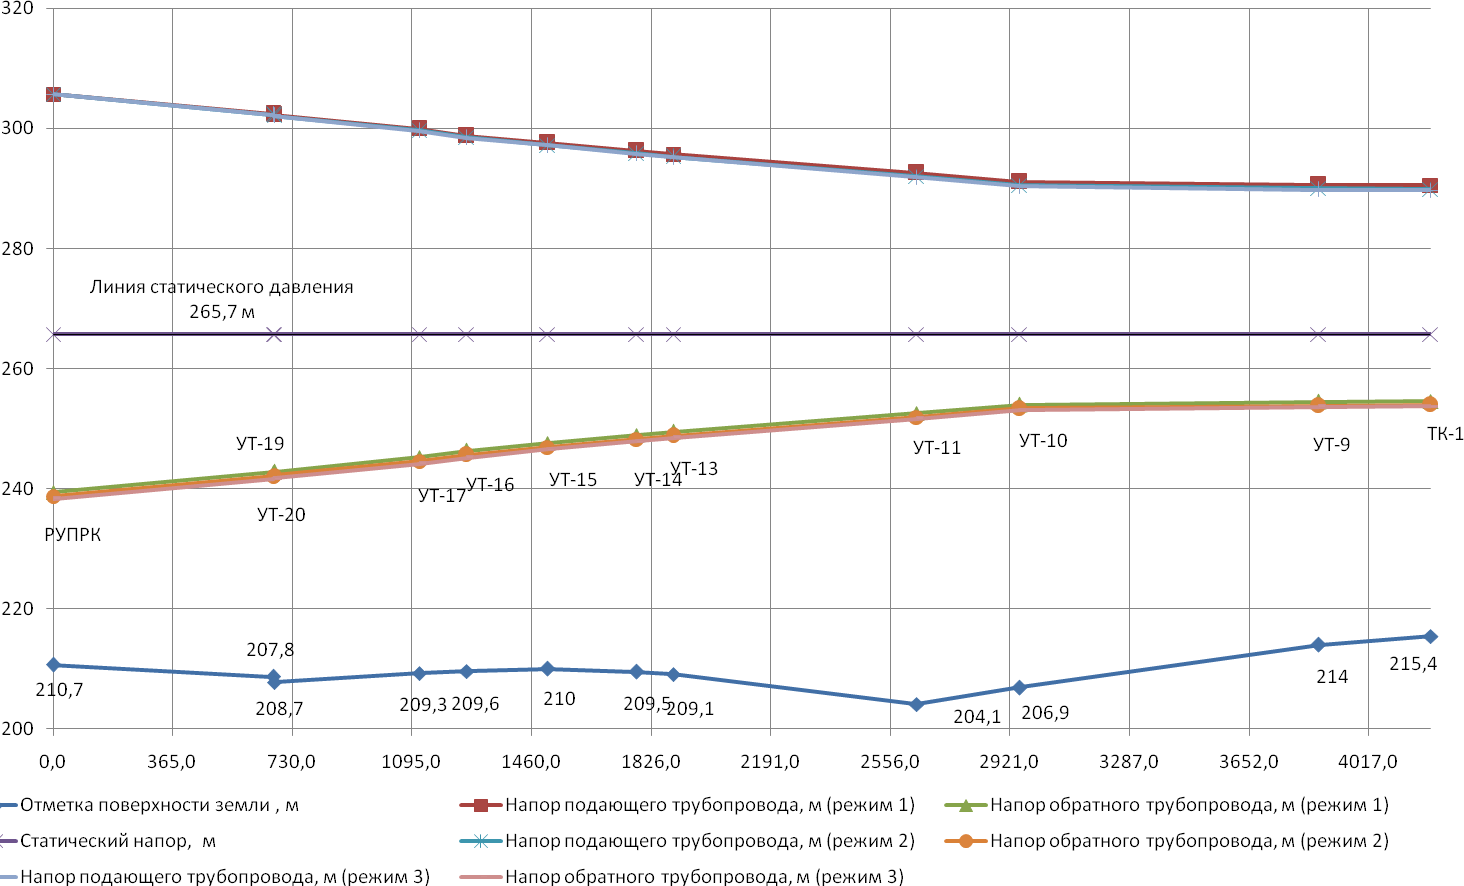 320
300
280
Линия статического давления
265,7 м
260
УТ-19
УТ-11
УТ-10
УТ-9
ТК-1
240
УТ-17
УТ-16
УТ-15
УТ-14
УТ-13
УТ-20
РУПРК
220
207,8
210,7
208,7
209,3
209,6
210
209,5
209,1
204,1
206,9
214
215,4
200
0,0 365,0 730,0 1095,0 1460,0 1826,0 2191,0 2556,0 2921,0 3287,0 3652,0 4017,0
Отметка поверхности земли , м
Напор подающего трубопровода, м (режим 1)
Напор обратного трубопровода, м (режим 1)
Статический напор, м
Напор подающего трубопровода, м (режим 2)
Напор обратного трубопровода, м (режим 2)
Напор подающего трубопровода, м (режим 3)
Напор обратного трубопровода, м (режим 3)